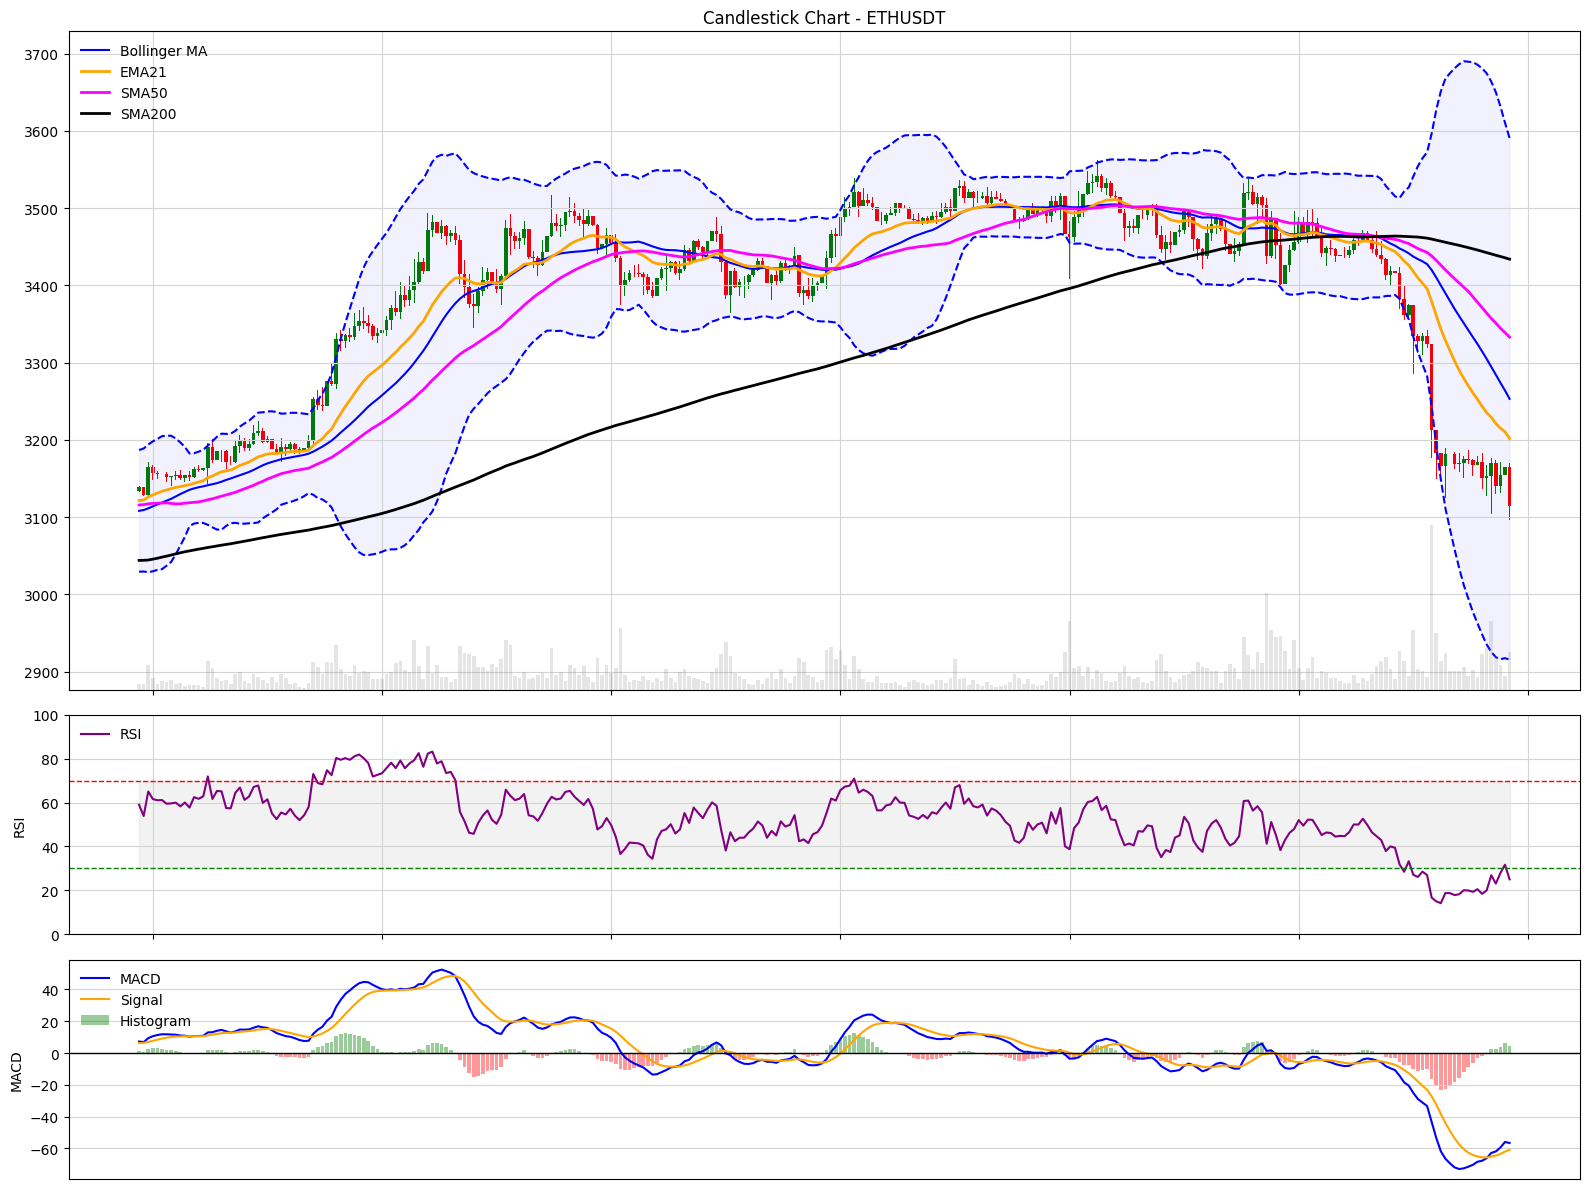 Candlestick Chart - ETHUSDT
3700
3600
3500
3400
3300
3200
3100
3000
2900
Bollinger MA
EMA21
SMA50
SMA200
100
80
60
40
20
0
RSI
RSI
40
20
0
−20
−40
−60
MACD
MACD
Signal
Histogram